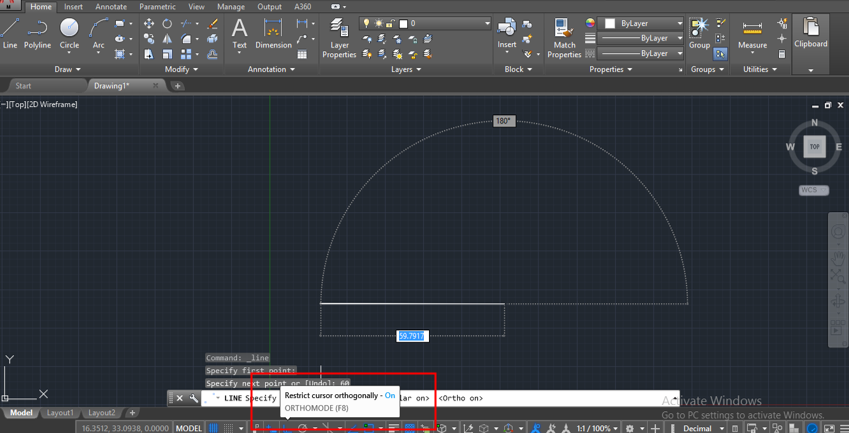 Home Insert Annotate Parametric View Manage Output A360
0
ByLayer
Line Polyline Circle Arc Text Dimension Layer Properties Insert Match Properties ByLayer Group Measure Clipboard
ByLayer
Draw Modify Annotation Layers Block Properties Groups Utilities
Start Drawing1* +
[Top][2D Wireframe]
N
W TOP E
S
WCS
180°
59.7917
Command: _line
Specify first point:
Specify next point or [Undo]: 60
Y
X
LINE Specify lar on> <Ortho on>
Restrict cursor orthogonally - On
ORTHOMODE (F8)
Activate Windows
Go to PC settings to activate Windows.
Model Layout1 Layout2 +
16.3512, 33.0938, 0.0000 MODEL 1:1 / 100% Decimal